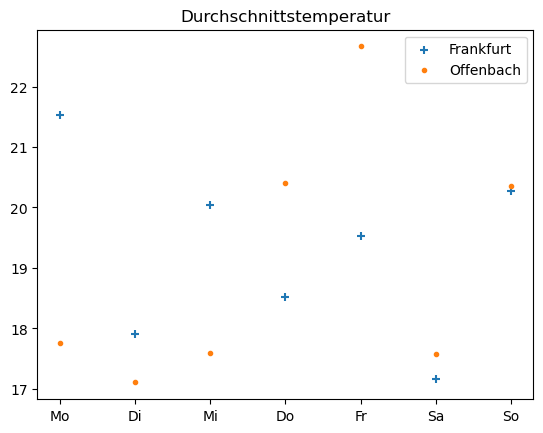 Durchschnittstemperatur
Frankfurt
Offenbach
22
21
20
19
18
17
Mo Di Mi Do Fr Sa So